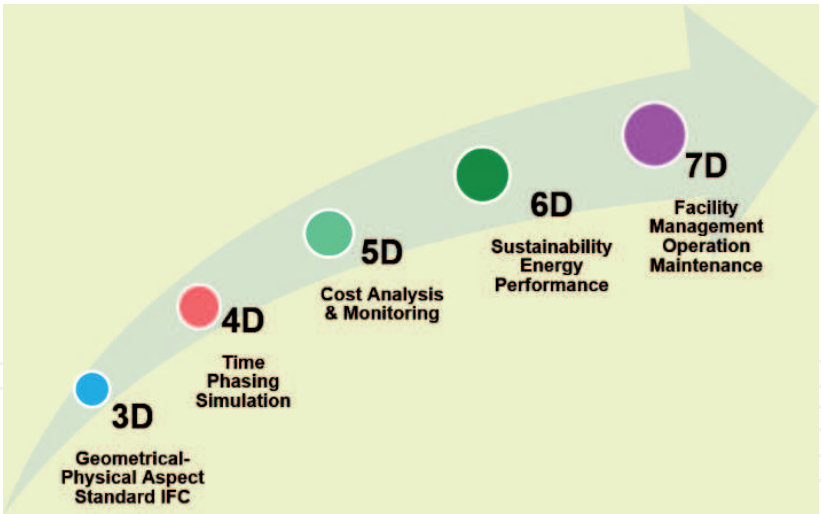 3D
Geometrical-
Physical Aspect
Standard IFC
4D
Time
Phasing
Simulation
5D
Cost Analysis
& Monitoring
6D
Sustainability
Energy
Performance
7D
Facility
Management
Operation
Maintenance